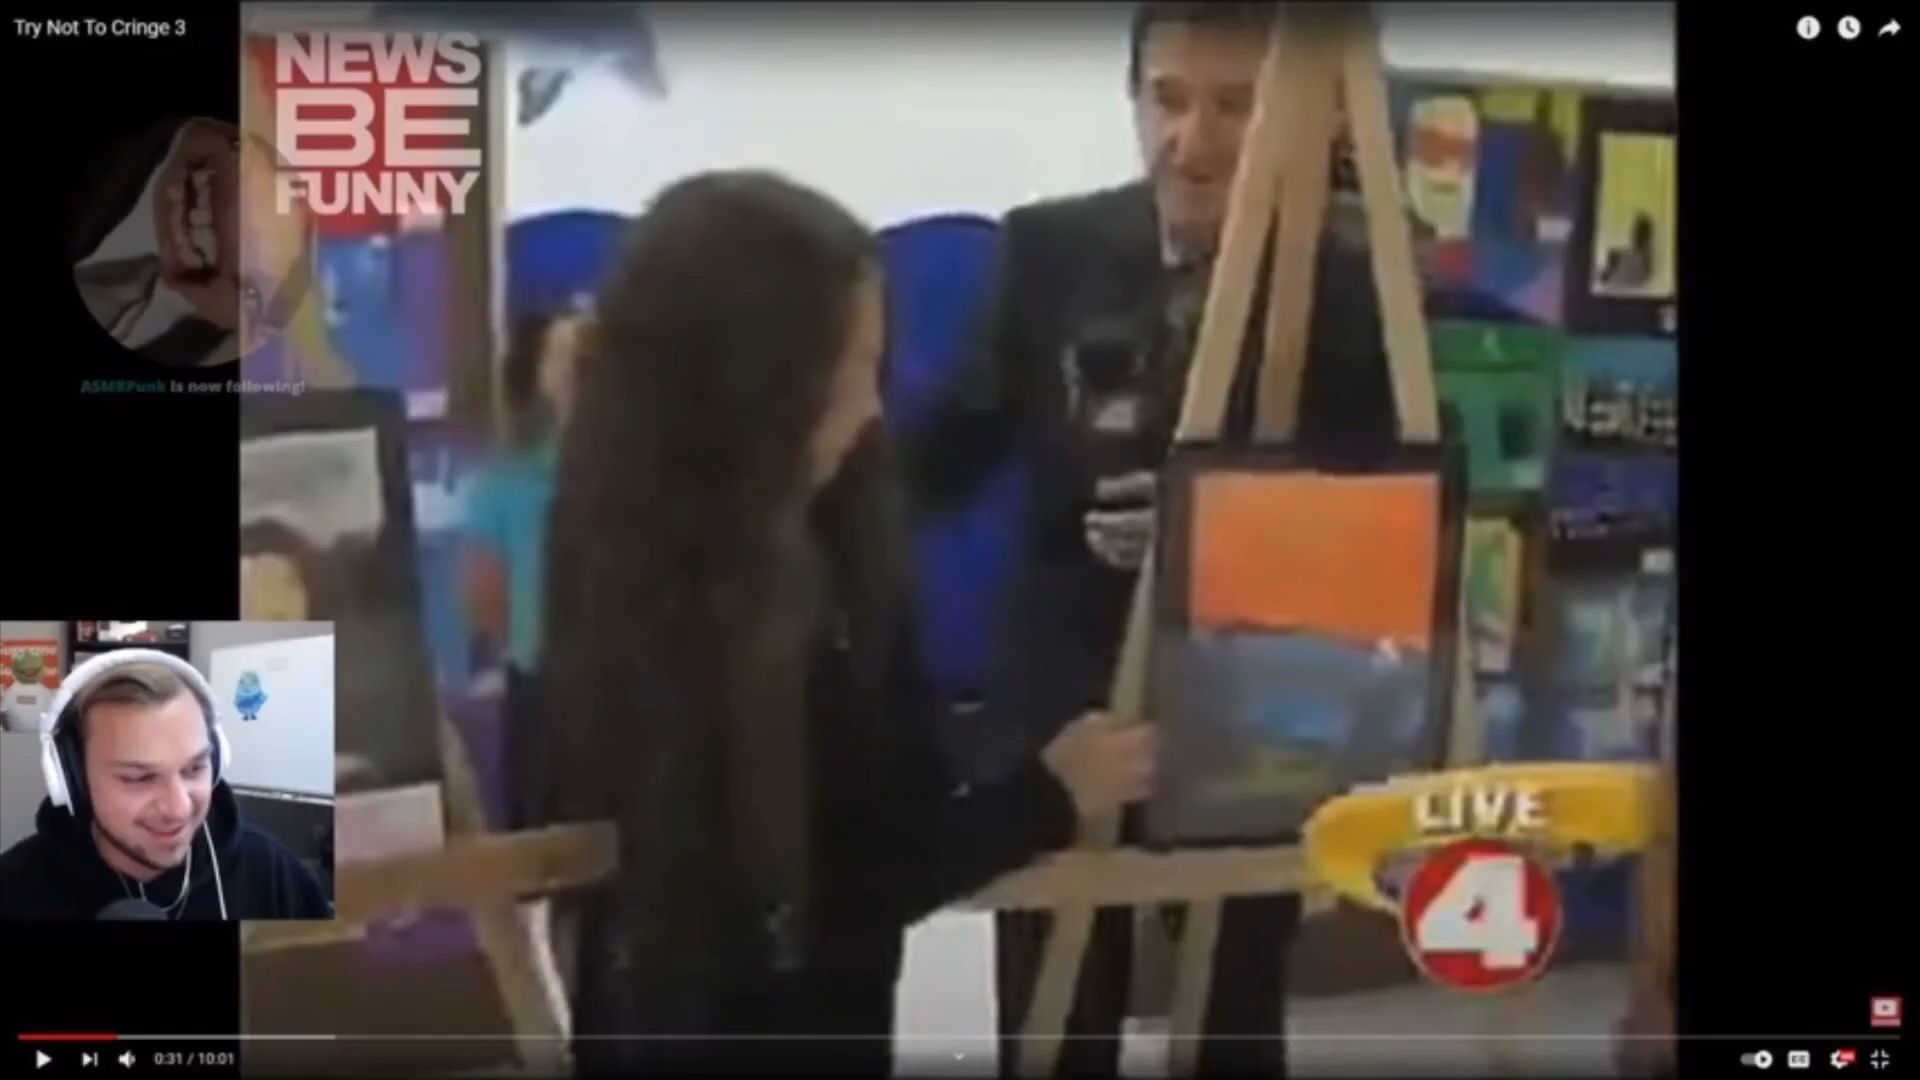 Try Not To Cringe 3
NEWS
BE
FUNNY
ASMRPunk is now following!
LIVE
4
0:31 / 10:01